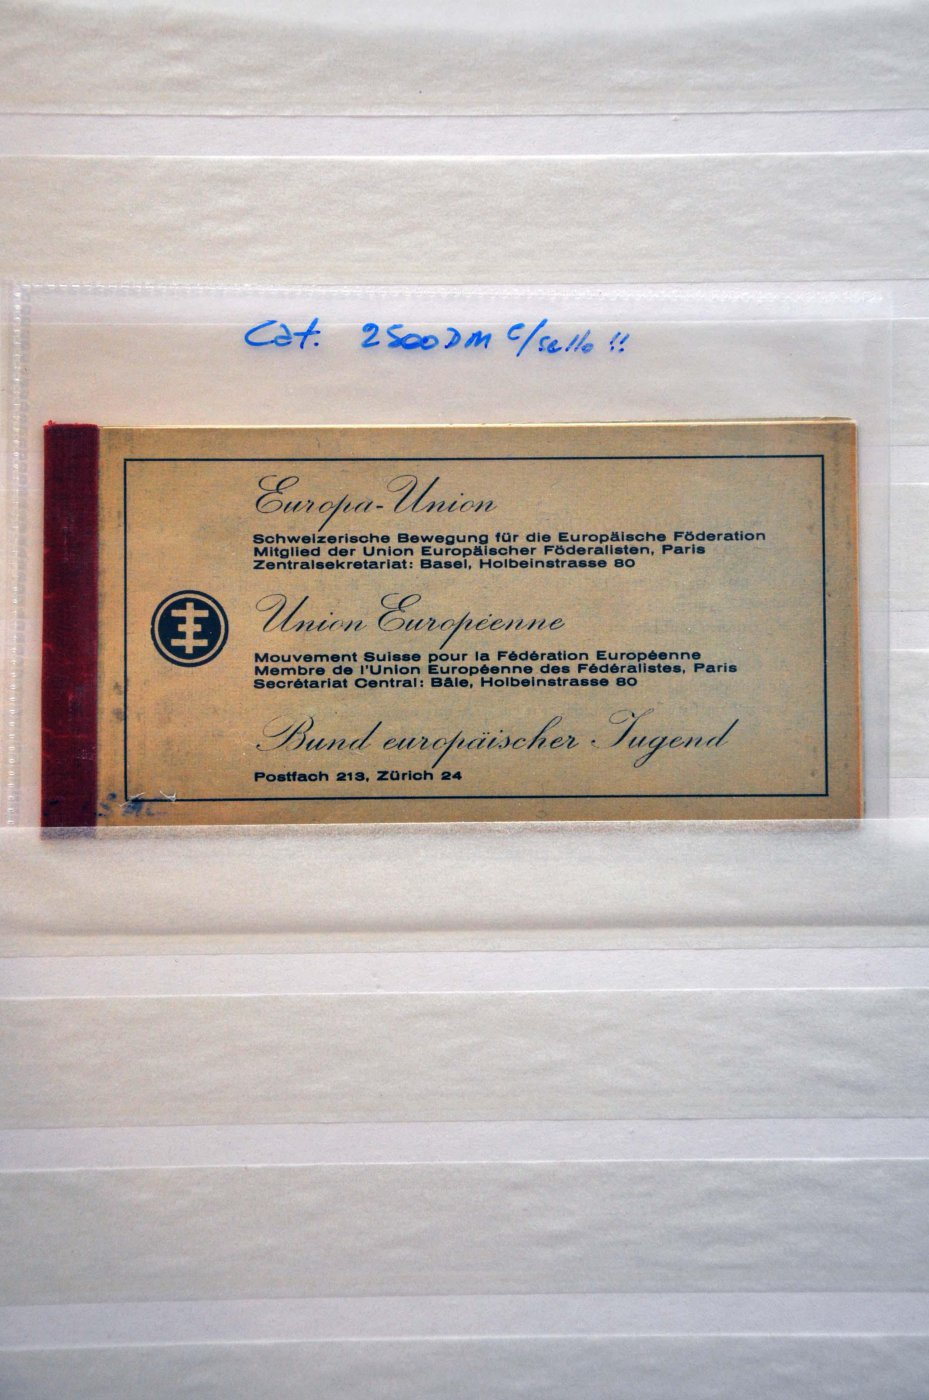 Cat. 2500 DM c/sello !!
Europa-Union
Schweizerische Bewegung für die Europäische Föderation
Mitglied der Union Europäischer Föderalisten, Paris
Zentralsekretariat: Basel, Holbeinstrasse 80
Union Européenne
Mouvement Suisse pour la Fédération Européenne
Membre de l'Union Européenne des Fédéralistes, Paris
Secrétariat Central: Bâle, Holbeinstrasse 80
Bund europäischer Jugend
Postfach 213, Zürich 24